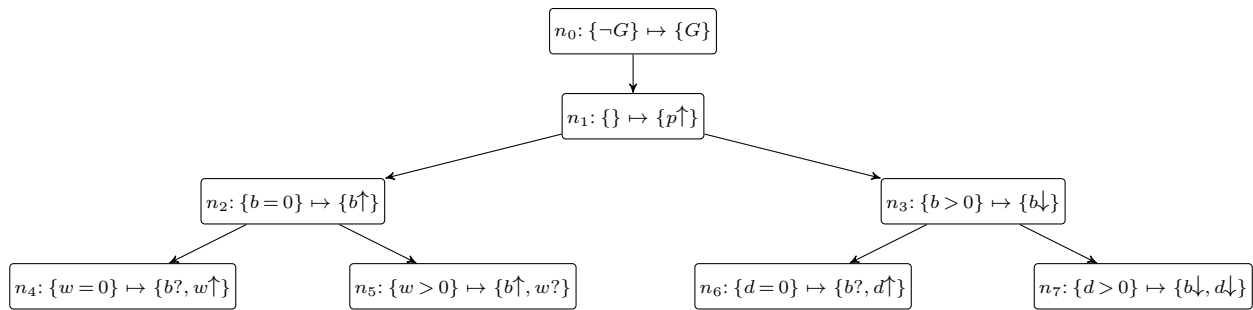 n₀: {¬G} ↦ {G}
n₁: {} ↦ {p↑}
n₂: {b = 0} ↦ {b↑}
n₃: {b > 0} ↦ {b↓}
n₄: {w = 0} ↦ {b?, w↑}
n₅: {w > 0} ↦ {b↑, w?}
n₆: {d = 0} ↦ {b?, d↑}
n₇: {d > 0} ↦ {b↓, d↓}